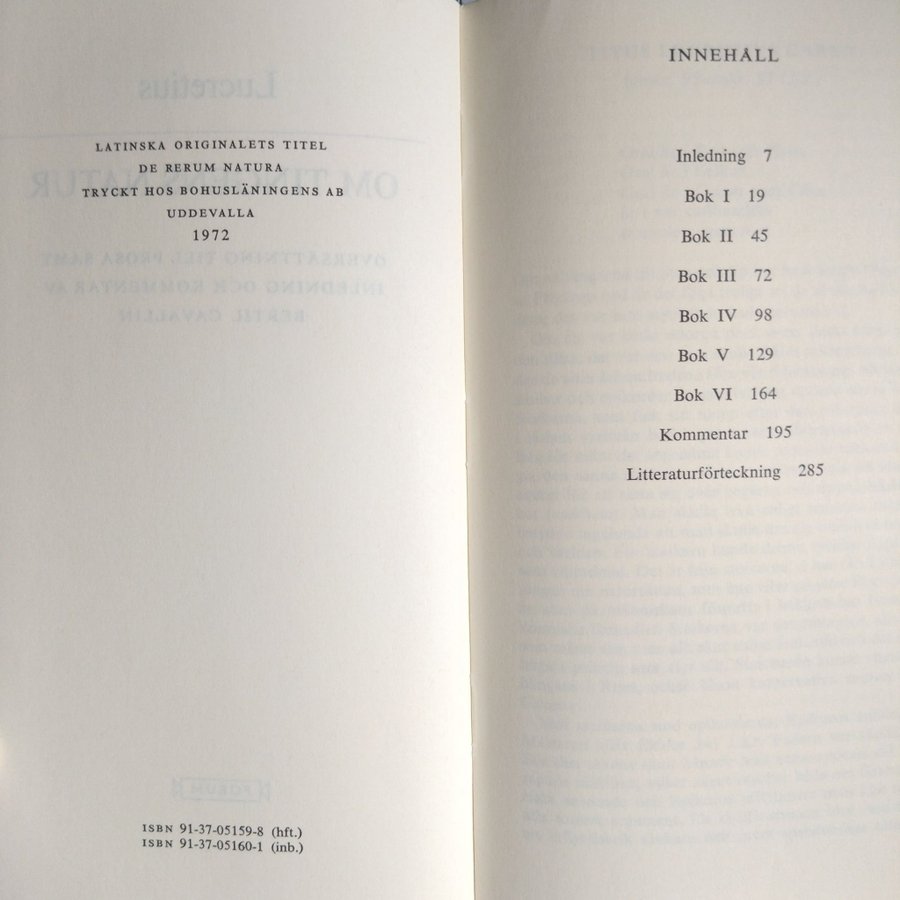 LATINSKA ORIGINALETS TITEL
DE RERUM NATURA
TRYCKT HOS BOHUSLÄNINGENS AB
UDDEVALLA
1972
ISBN 91-37-05159-8 (hft.)
ISBN 91-37-05160-1 (inb.)
INNEHÅLL
Inledning 7
Bok I 19
Bok II 45
Bok III 72
Bok IV 98
Bok V 129
Bok VI 164
Kommentar 195
Litteraturförteckning 285